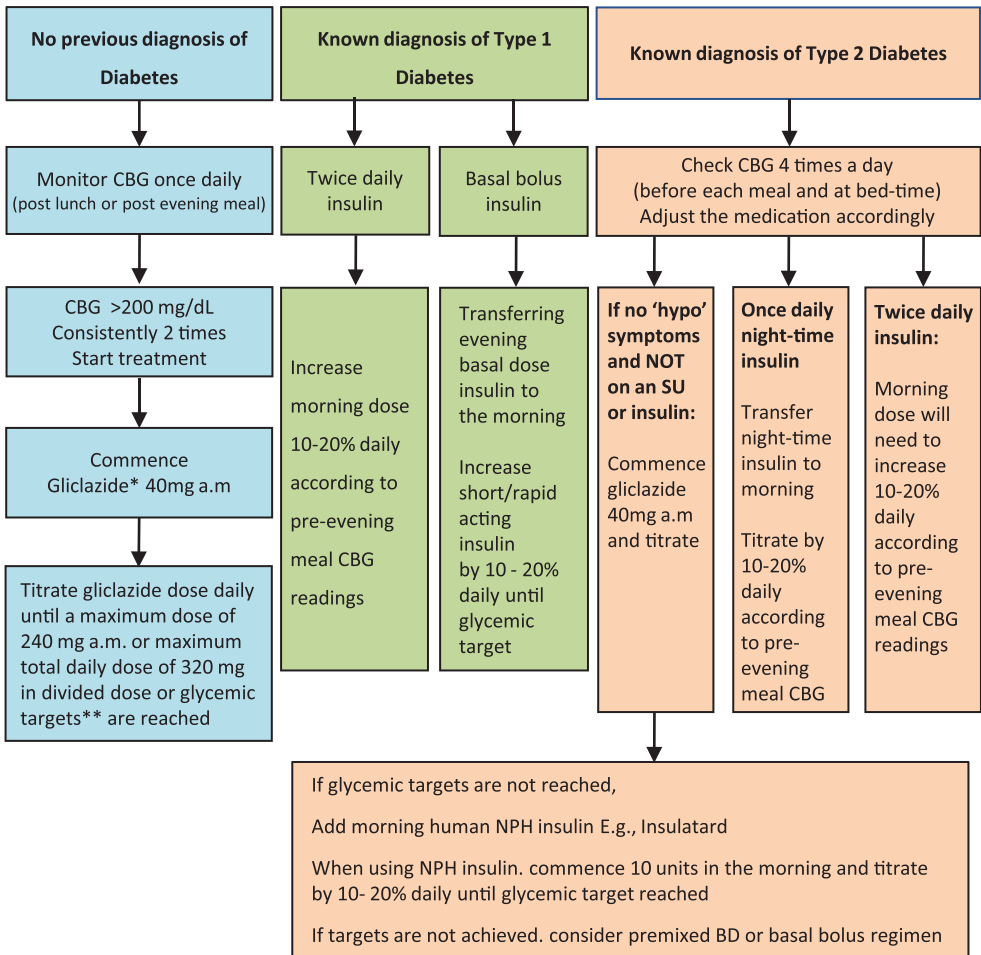 No previous diagnosis of
Diabetes
Monitor CBG once daily
(post lunch or post evening meal)
CBG >200 mg/dL
Consistently 2 times
Start treatment
Commence
Gliclazide* 40mg a.m
Titrate gliclazide dose daily
until a maximum dose of
240 mg a.m. or maximum
total daily dose of 320 mg
in divided dose or glycemic
targets** are reached
Known diagnosis of Type 1
Diabetes
Twice daily
insulin
Increase
morning dose
10-20% daily
according to
pre-evening
meal CBG
readings
Basal bolus
insulin
Transferring
evening
basal dose
insulin to
the morning
Increase
short/rapid
acting
insulin
by 10 - 20%
daily until
glycemic
target
Known diagnosis of Type 2 Diabetes
Check CBG 4 times a day
(before each meal and at bed-time)
Adjust the medication accordingly
If no ‘hypo’
symptoms
and NOT
on an SU
or insulin:
Commence
gliclazide
40mg a.m
and titrate
Once daily
night-time
insulin
Transfer
night-time
insulin to
morning
Titrate by
10-20%
daily
according
to pre-
evening
meal CBG
Twice daily
insulin:
Morning
dose will
need to
increase
10-20%
daily
according
to pre-
evening
meal CBG
readings
If glycemic targets are not reached,
Add morning human NPH insulin E.g., Insulatard
When using NPH insulin. commence 10 units in the morning and titrate
by 10- 20% daily until glycemic target reached
If targets are not achieved. consider premixed BD or basal bolus regimen